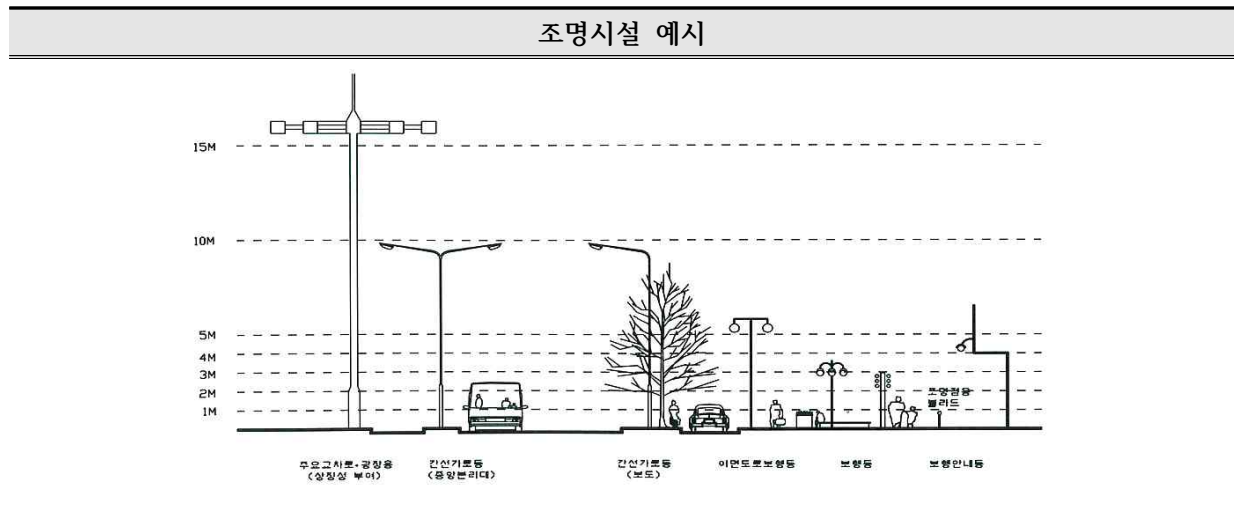 조명시설 예시
15M
10M
5M
4M
3M
2M
1M
조명겸용
볼라드
주요교차로·광장용
(상징성 부여)
간선가로등
(중앙분리대)
간선가로등
(보도)
이면도로보행등
보행등
보행안내등